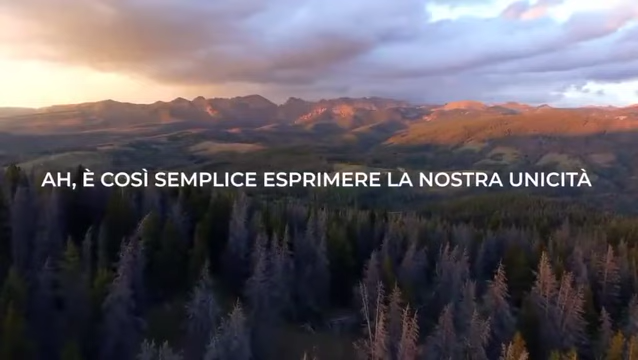 AH, È COSÌ SEMPLICE ESPRIMERE LA NOSTRA UNICITÀ